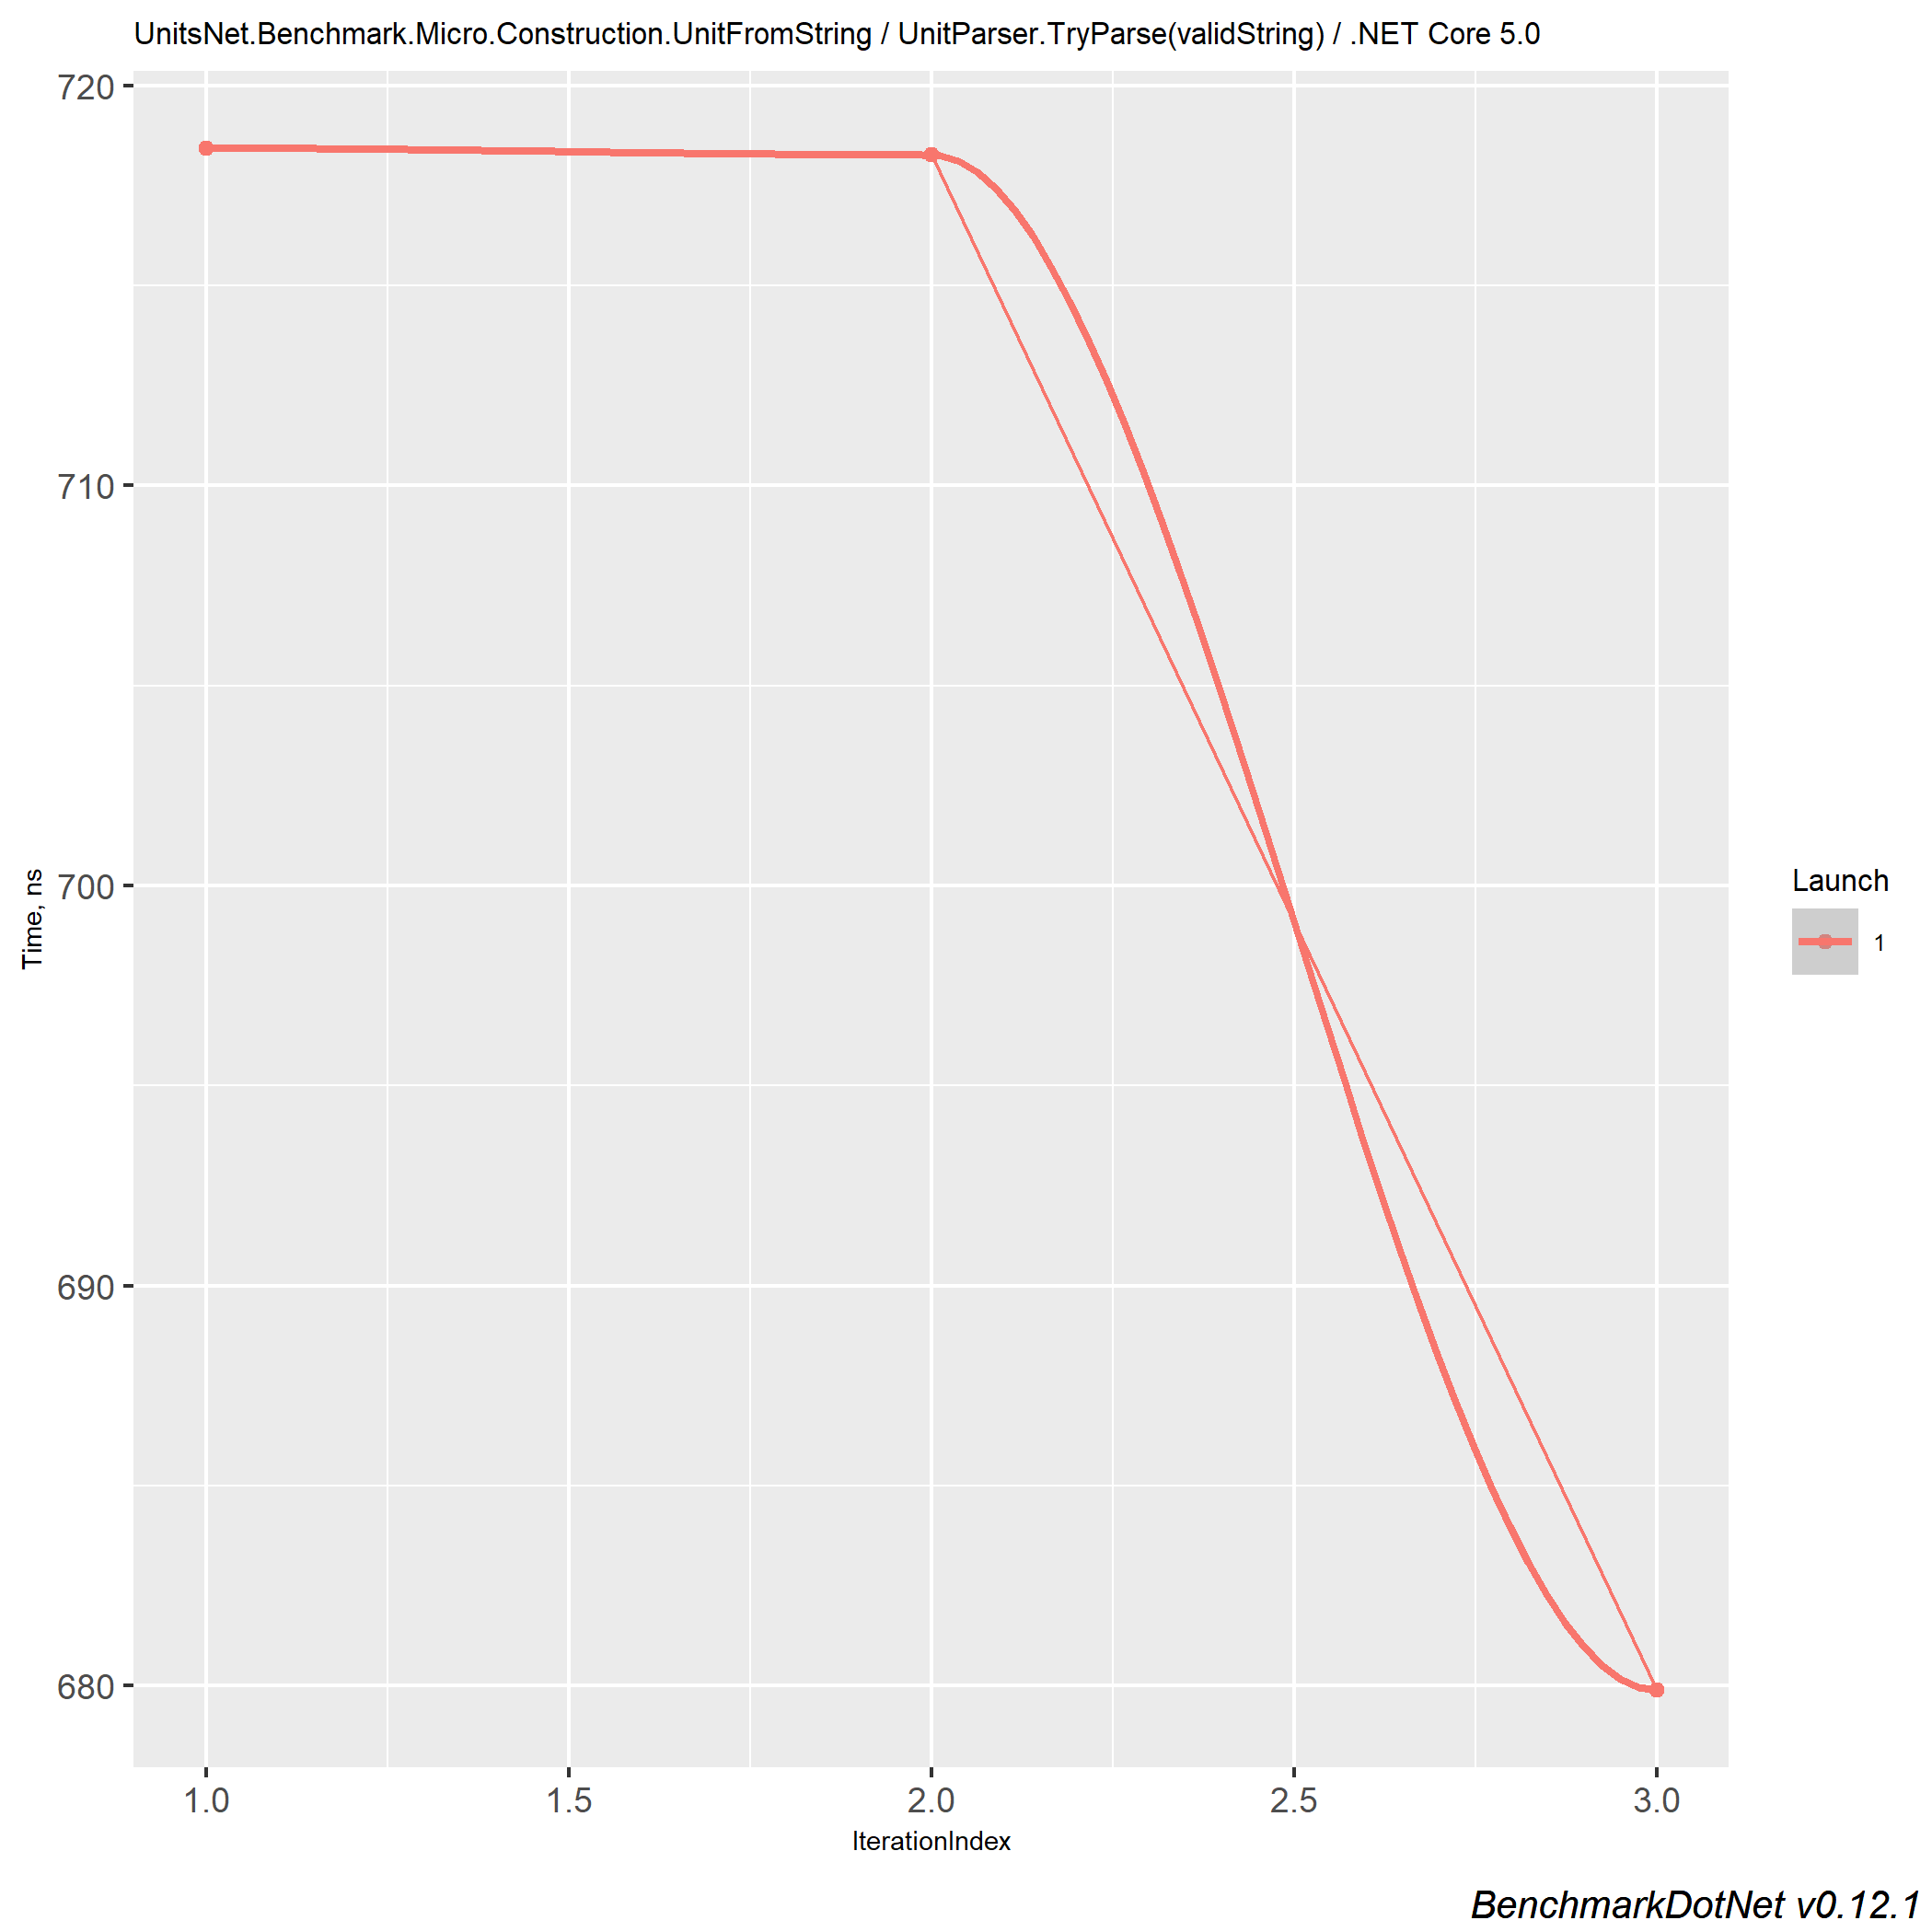 UnitsNet.Benchmark.Micro.Construction.UnitFromString / UnitParser.TryParse(validString) / .NET Core 5.0
720
710
700
690
680
Time, ns
1.0 1.5 2.0 2.5 3.0
IterationIndex
Launch
1
BenchmarkDotNet v0.12.1